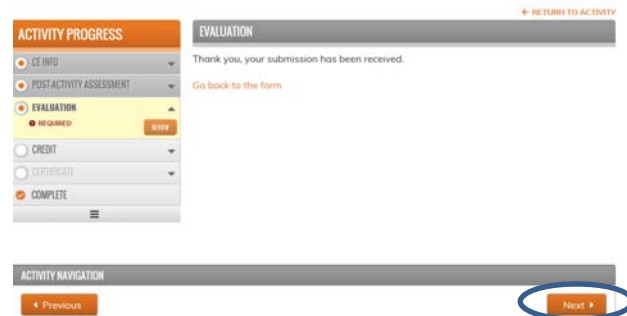 ← RETURN TO ACTIVITY
ACTIVITY PROGRESS
EVALUATION
CE INFO
Thank you, your submission has been received.
POST-ACTIVITY ASSESSMENT
Go back to the form
EVALUATION
REQUIRED
REVIEW
CREDIT
CERTIFICATE
COMPLETE
ACTIVITY NAVIGATION
Previous
Next